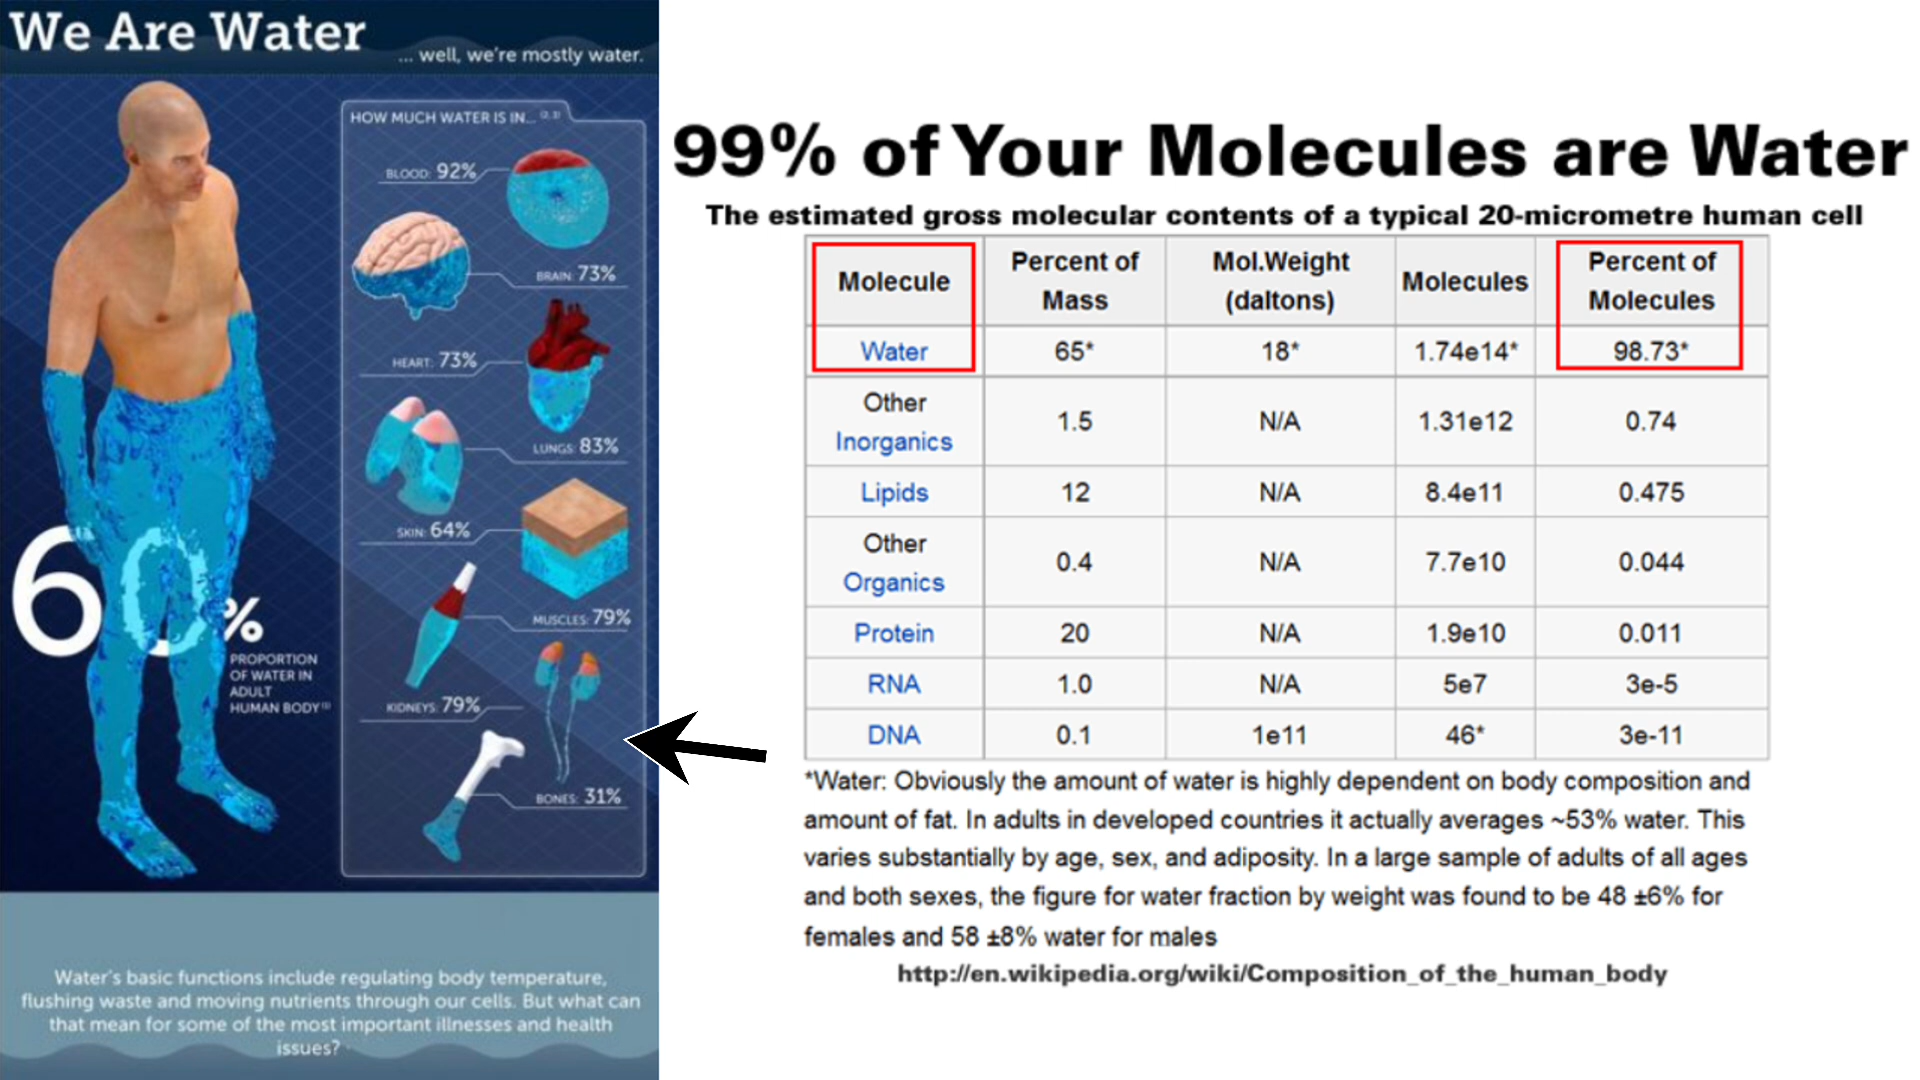 We Are Water
... well, we're mostly water.
HOW MUCH WATER IS IN... (2, 3)
BLOOD: 92%
BRAIN: 73%
HEART: 73%
LUNGS: 83%
SKIN: 64%
MUSCLES: 79%
KIDNEYS: 79%
BONES: 31%
60%
PROPORTION
OF WATER IN
ADULT
HUMAN BODY (1)
Water's basic functions include regulating body temperature,
flushing waste and moving nutrients through our cells. But what can
that mean for some of the most important illnesses and health
issues?
99% of Your Molecules are Water
The estimated gross molecular contents of a typical 20-micrometre human cell
Molecule Percent of Mass Mol.Weight (daltons) Molecules Percent of Molecules
Water 65* 18* 1.74e14* 98.73*
Other Inorganics 1.5 N/A 1.31e12 0.74
Lipids 12 N/A 8.4e11 0.475
Other Organics 0.4 N/A 7.7e10 0.044
Protein 20 N/A 1.9e10 0.011
RNA 1.0 N/A 5e7 3e-5
DNA 0.1 1e11 46* 3e-11
*Water: Obviously the amount of water is highly dependent on body composition and
amount of fat. In adults in developed countries it actually averages ~53% water. This
varies substantially by age, sex, and adiposity. In a large sample of adults of all ages
and both sexes, the figure for water fraction by weight was found to be 48 ±6% for
females and 58 ±8% water for males
http://en.wikipedia.org/wiki/Composition_of_the_human_body